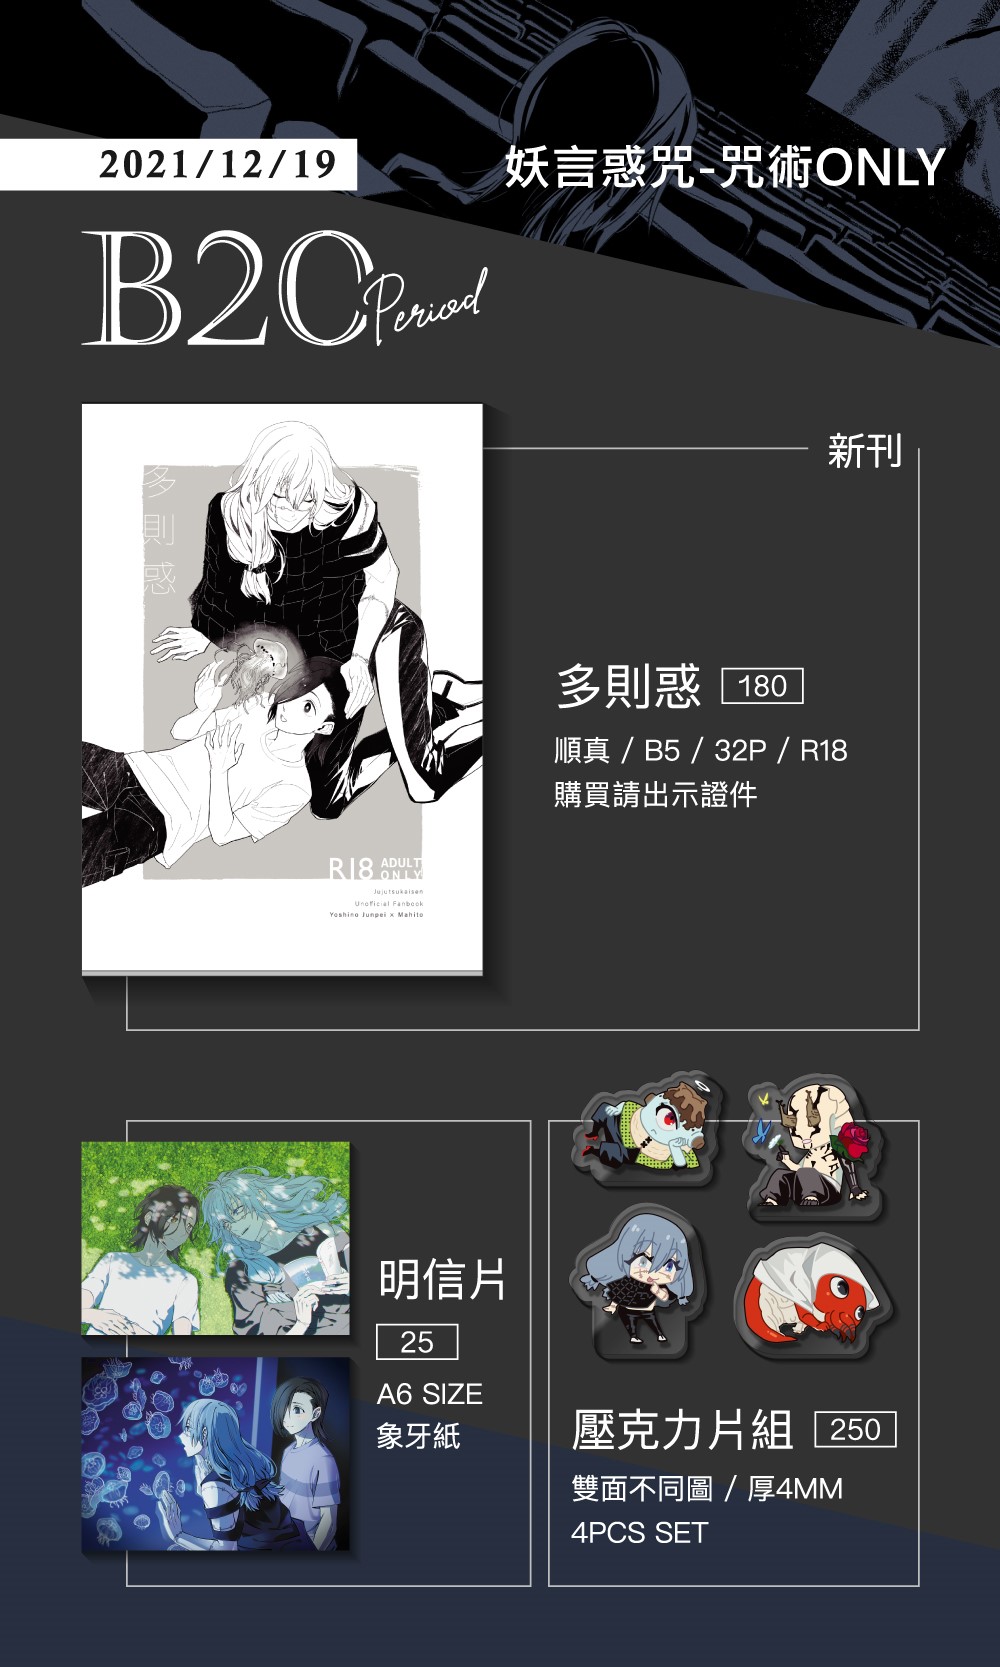 2021/12/19
妖言惑咒-咒術ONLY
B20
Period
新刊
多則惑
R18 ADULT ONLY
Jujutsukaisen
Unofficial Fanbook
Yoshino Junpei × Mahito
多則惑 180
順真 / B5 / 32P / R18
購買請出示證件
明信片
25
A6 SIZE
象牙紙
壓克力片組 250
雙面不同圖 / 厚4MM
4PCS SET